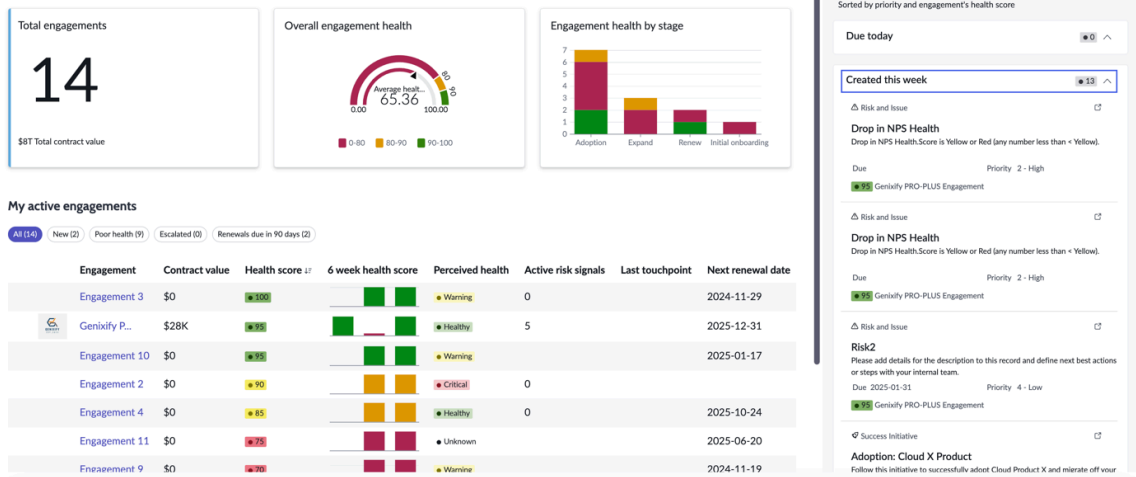 Total engagements
14
$8T Total contract value
Overall engagement health
Average healt...
65.36
0.00
80
90
100.00
0-80
80-90
90-100
Engagement health by stage
7
6
5
4
3
2
1
0
Adoption
Expand
Renew
Initial onboarding
My active engagements
All (14)
New (2)
Poor health (9)
Escalated (0)
Renewals due in 90 days (2)
Engagement Contract value Health score 6 week health score Perceived health Active risk signals Last touchpoint Next renewal date
Engagement 3 $0 100 Warning 0 2024-11-29
Genixify P... $28K 95 Healthy 5 2025-12-31
Engagement 10 $0 95 Warning 2025-01-17
Engagement 2 $0 90 Critical 0
Engagement 4 $0 85 Healthy 0 2025-10-24
Engagement 11 $0 75 Unknown 2025-06-20
Engagement 9 $0 70 Warning 2024-11-19
Sorted by priority and engagement's health score
Due today 0
Created this week 13
Risk and Issue
Drop in NPS Health
Drop in NPS Health.Score is Yellow or Red (any number less than < Yellow).
Due Priority 2 - High
95 Genixify PRO-PLUS Engagement
Risk and Issue
Drop in NPS Health
Drop in NPS Health.Score is Yellow or Red (any number less than < Yellow).
Due Priority 2 - High
95 Genixify PRO-PLUS Engagement
Risk and Issue
Risk2
Please add details for the description to this record and define next best actions
or steps with your internal team.
Due 2025-01-31 Priority 4 - Low
95 Genixify PRO-PLUS Engagement
Success Initiative
Adoption: Cloud X Product
Follow this initiative to successfully adopt Cloud Product X and migrate off your